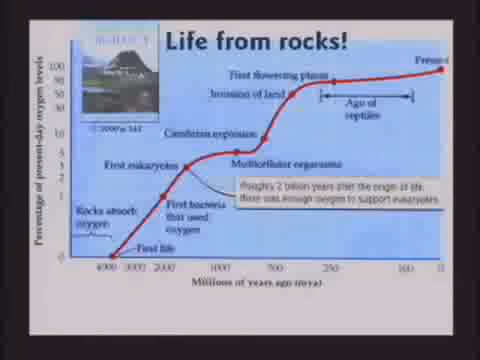 Life from rocks!
Percentage of present-day oxygen levels
100
80
50
30
10
5
3
2
1
0
Present
First flowering plants
Invasion of land
Age of
reptiles
Cambrian explosion
First eukaryotes
Multicellular organisms
Roughly 2 billion years after the origin of life,
there was enough oxygen to support eukaryotes
Rocks absorb
oxygen
First bacteria
that used
oxygen
First life
4000 3000 2000 1000 500 250 100 0
Millions of years ago (mya)